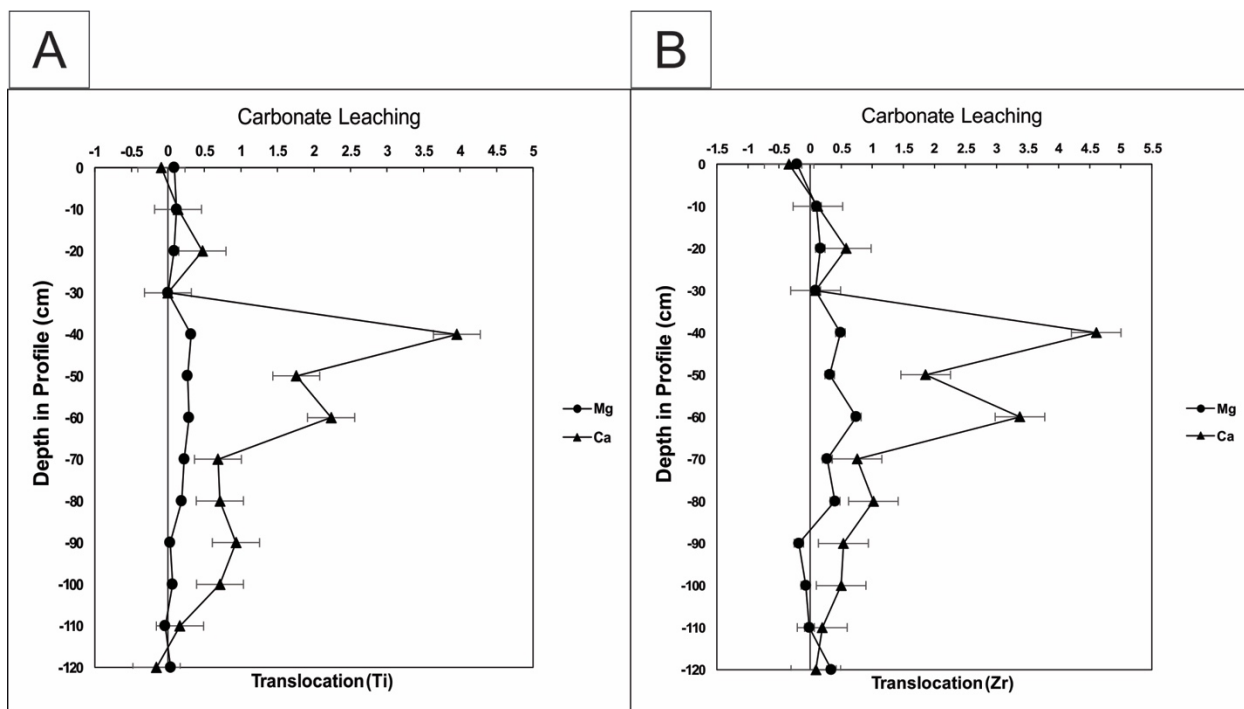 A
Carbonate Leaching
-1 -0.5 0 0.5 1 1.5 2 2.5 3 3.5 4 4.5 5
0
-10
-20
-30
-40
-50
-60
-70
-80
-90
-100
-110
-120
Depth in Profile (cm)
Mg
Ca
Translocation (Ti)
B
Carbonate Leaching
-1.5 -1 -0.5 0 0.5 1 1.5 2 2.5 3 3.5 4 4.5 5 5.5
0
-10
-20
-30
-40
-50
-60
-70
-80
-90
-100
-110
-120
Depth in Profile (cm)
Mg
Ca
Translocation (Zr)